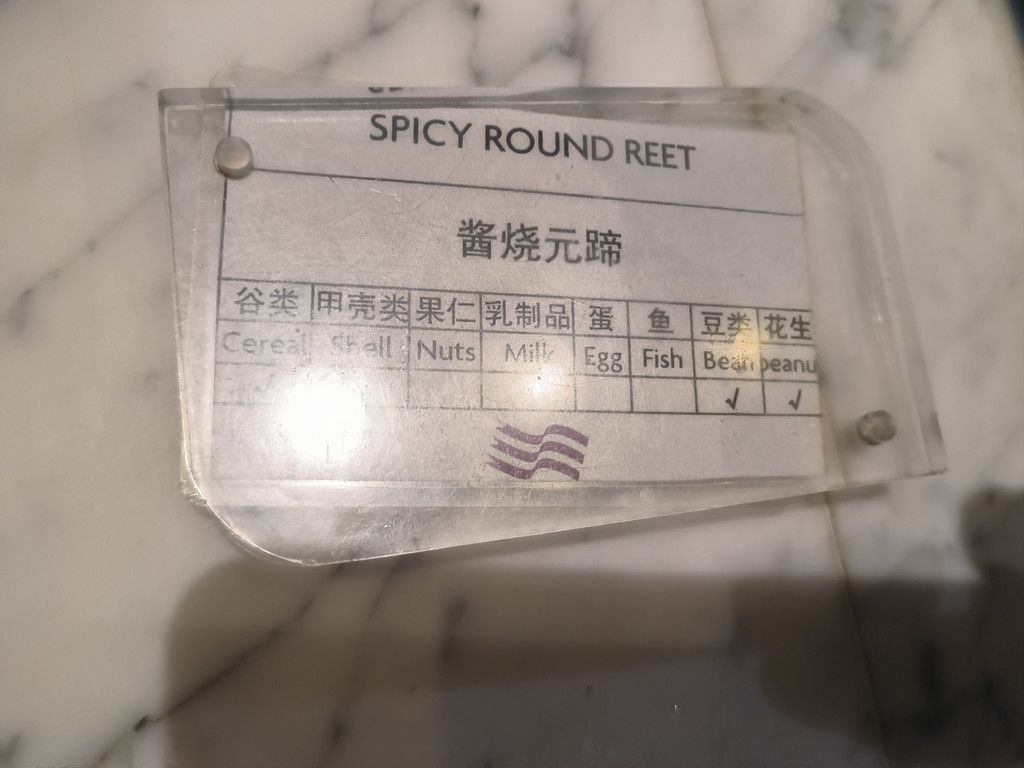 SPICY ROUND REET
酱烧元蹄
谷类 甲壳类 果仁 乳制品 蛋 鱼 豆类 花生
Cereal Shell Nuts Milk Egg Fish Bean peanu
√ √